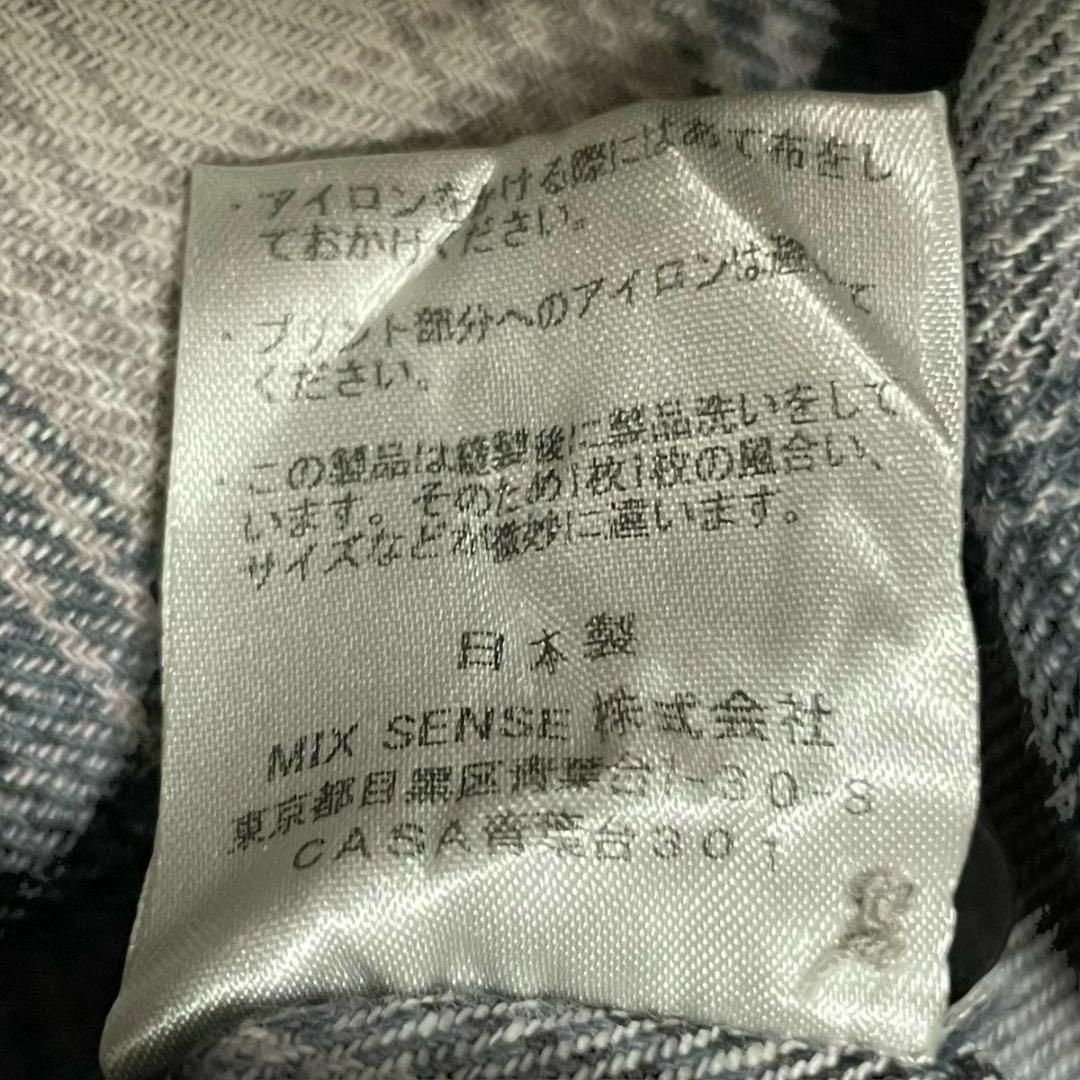 ・アイロンをかける際にはあて布をし
ておかけください。
・プリント部分へのアイロンは避けて
ください。
・この製品は縫製後に製品洗いをして
います。そのため1枚1枚の風合い、
サイズなどが微妙に違います。
日本製
MIX SENSE 株式会社
東京都目黒区青葉台1-30-8
CASA青葉台301